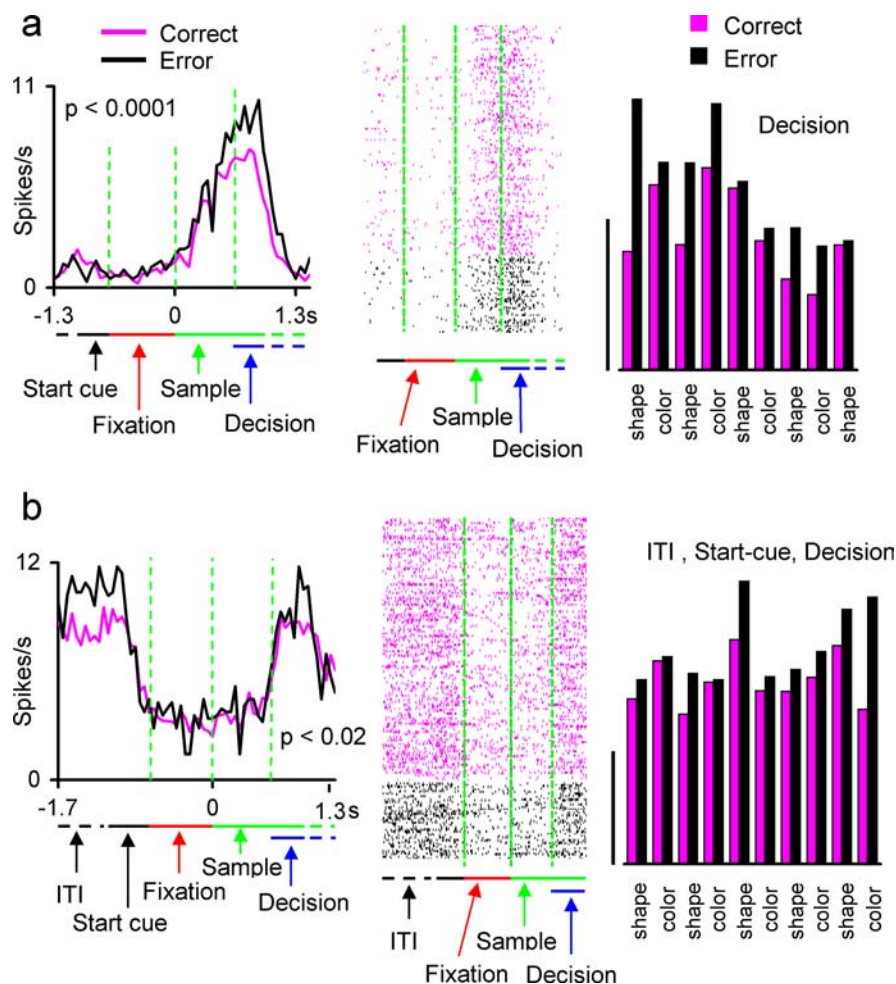 a
Correct
Error
11
p < 0.0001
Spikes/s
0
-1.3
0
1.3s
Start cue
Sample
Fixation
Decision
Sample
Fixation
Decision
Correct
Error
Decision
shape
color
shape
color
shape
color
shape
color
shape
b
12
Spikes/s
p < 0.02
0
-1.7
0
1.3s
ITI
Fixation
Sample
Start cue
Decision
ITI
Sample
Fixation
Decision
ITI , Start-cue, Decision
shape
color
shape
color
shape
color
shape
color
shape
color